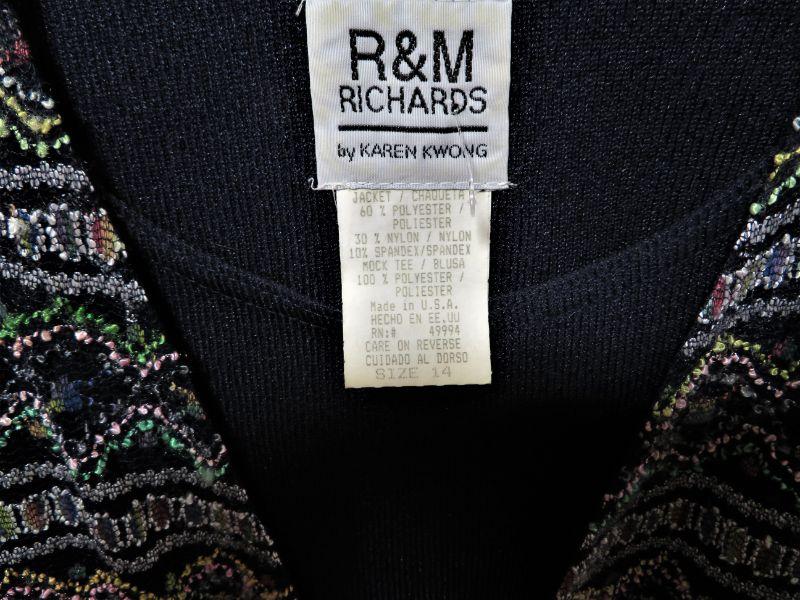 R&M
RICHARDS
by KAREN KWONG
JACKET / CHAQUETA
60 % POLYESTER /
POLIESTER
30 % NYLON / NYLON
10% SPANDEX/SPANDEX
MOCK TEE / BLUSA
100 % POLYESTER /
POLIESTER
Made in U.S.A.
HECHO EN EE.UU
RN:# 49994
CARE ON REVERSE
CUIDADO AL DORSO
SIZE 14